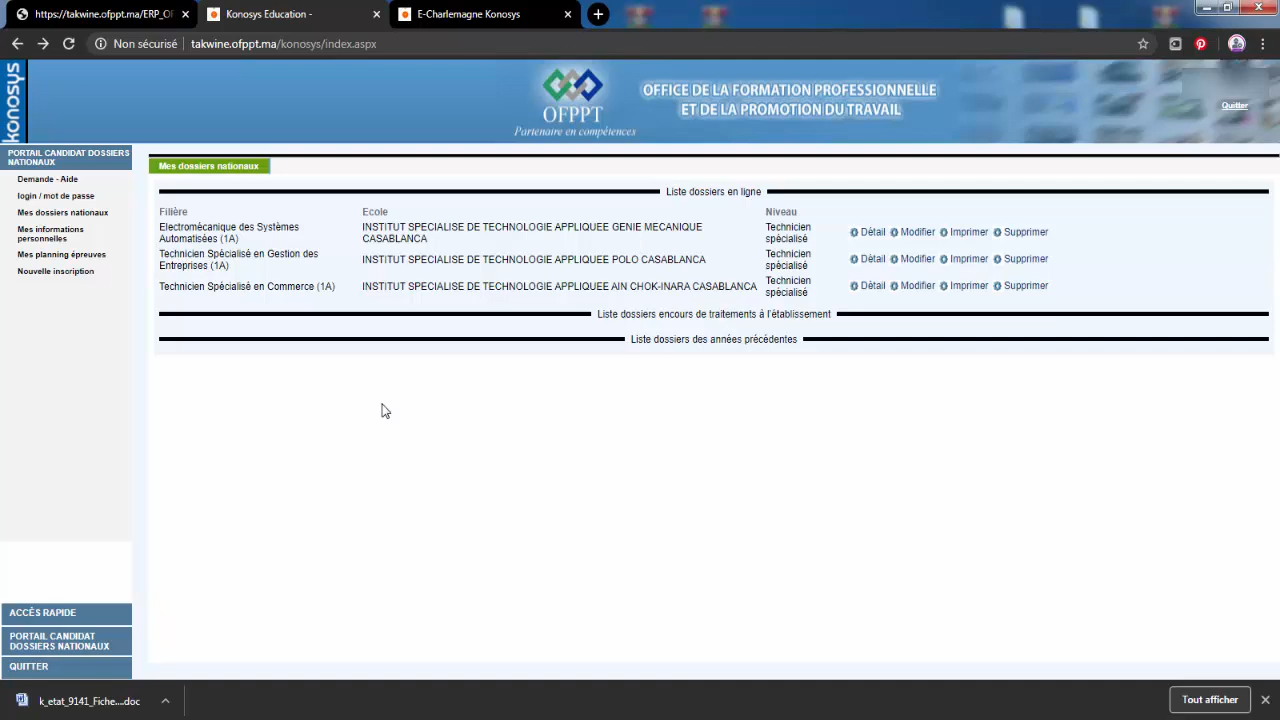 https://takwine.ofppt.ma/ERP_OF
Konosys Education -
E-Charlemagne Konosys
Non sécurisé
takwine.ofppt.ma/konosys/index.aspx
konosys
OFPPT
Partenaire en compétences
OFFICE DE LA FORMATION PROFESSIONNELLE
ET DE LA PROMOTION DU TRAVAIL
Quitter
PORTAIL CANDIDAT DOSSIERS
NATIONAUX
Demande - Aide
login / mot de passe
Mes dossiers nationaux
Mes informations
personnelles
Mes planning épreuves
Nouvelle inscription
Mes dossiers nationaux
Liste dossiers en ligne
Filière Ecole Niveau
Electromécanique des Systèmes
Automatisées (1A)
INSTITUT SPECIALISE DE TECHNOLOGIE APPLIQUEE GENIE MECANIQUE
CASABLANCA
Technicien
spécialisé
Détail Modifier Imprimer Supprimer
Technicien Spécialisé en Gestion des
Entreprises (1A)
INSTITUT SPECIALISE DE TECHNOLOGIE APPLIQUEE POLO CASABLANCA
Technicien
spécialisé
Détail Modifier Imprimer Supprimer
Technicien Spécialisé en Commerce (1A)
INSTITUT SPECIALISE DE TECHNOLOGIE APPLIQUEE AIN CHOK-INARA CASABLANCA
Technicien
spécialisé
Détail Modifier Imprimer Supprimer
Liste dossiers encours de traitements à l'établissement
Liste dossiers des années précédentes
ACCÈS RAPIDE
PORTAIL CANDIDAT
DOSSIERS NATIONAUX
QUITTER
k_etat_9141_Fiche....doc
Tout afficher